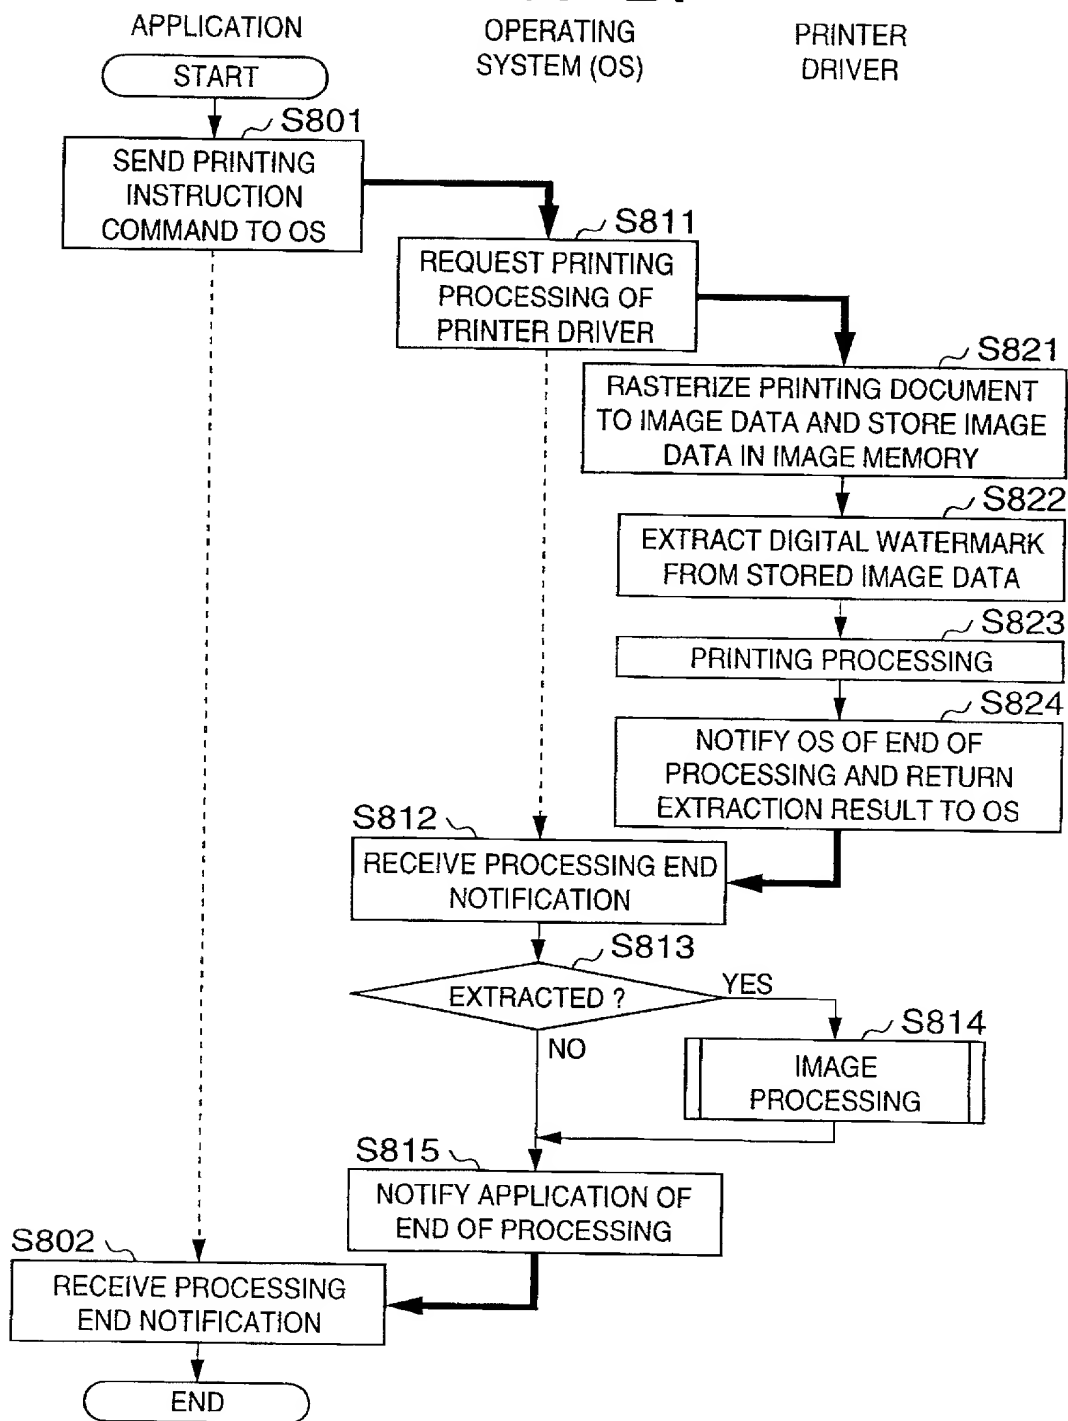 APPLICATION
OPERATING
SYSTEM (OS)
PRINTER
DRIVER
START
S801
SEND PRINTING
INSTRUCTION
COMMAND TO OS
S811
REQUEST PRINTING
PROCESSING OF
PRINTER DRIVER
S821
RASTERIZE PRINTING DOCUMENT
TO IMAGE DATA AND STORE IMAGE
DATA IN IMAGE MEMORY
S822
EXTRACT DIGITAL WATERMARK
FROM STORED IMAGE DATA
S823
PRINTING PROCESSING
S824
NOTIFY OS OF END OF
PROCESSING AND RETURN
EXTRACTION RESULT TO OS
S812
RECEIVE PROCESSING END
NOTIFICATION
S813
EXTRACTED ?
YES
NO
S814
IMAGE
PROCESSING
S815
NOTIFY APPLICATION OF
END OF PROCESSING
S802
RECEIVE PROCESSING
END NOTIFICATION
END